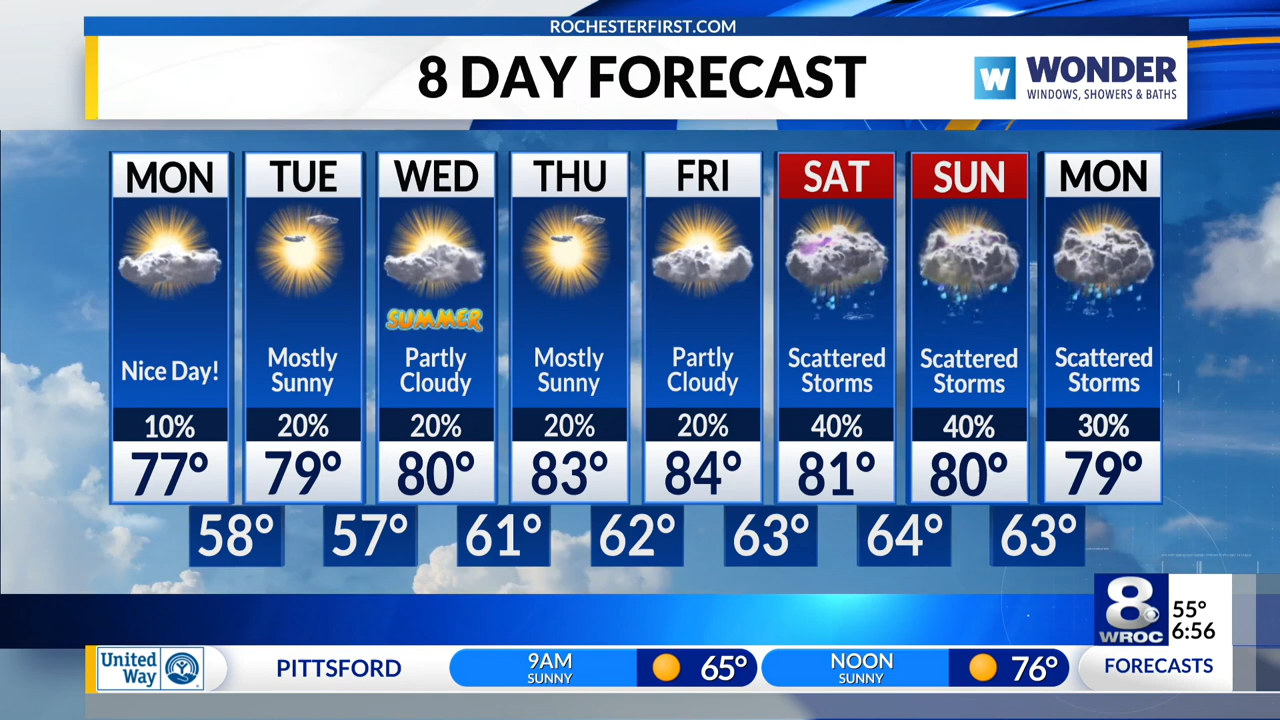 ROCHESTERFIRST.COM
8 DAY FORECAST
W WONDER
WINDOWS, SHOWERS & BATHS
MON TUE WED THU FRI SAT SUN MON
SUMMER
Nice Day!
Mostly Sunny
Partly Cloudy
Mostly Sunny
Partly Cloudy
Scattered Storms
Scattered Storms
Scattered Storms
10% 20% 20% 20% 20% 40% 40% 30%
77° 79° 80° 83° 84° 81° 80° 79°
58° 57° 61° 62° 63° 64° 63°
8
WROC
55°
6:56
United Way
PITTSFORD
9AM
SUNNY
65°
NOON
SUNNY
76°
FORECASTS